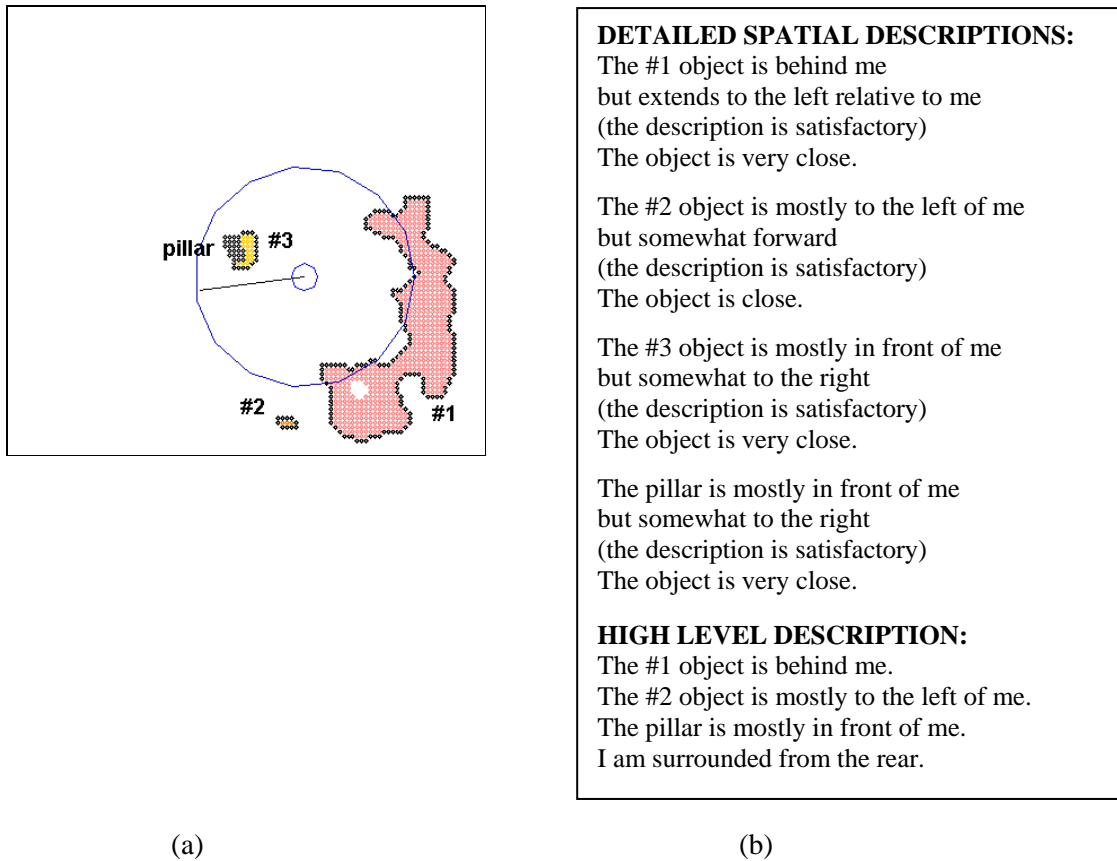 pillar
#3
#2
#1
DETAILED SPATIAL DESCRIPTIONS:
The #1 object is behind me
but extends to the left relative to me
(the description is satisfactory)
The object is very close.
The #2 object is mostly to the left of me
but somewhat forward
(the description is satisfactory)
The object is close.
The #3 object is mostly in front of me
but somewhat to the right
(the description is satisfactory)
The object is very close.
The pillar is mostly in front of me
but somewhat to the right
(the description is satisfactory)
The object is very close.
HIGH LEVEL DESCRIPTION:
The #1 object is behind me.
The #2 object is mostly to the left of me.
The pillar is mostly in front of me.
I am surrounded from the rear.
(a)
(b)